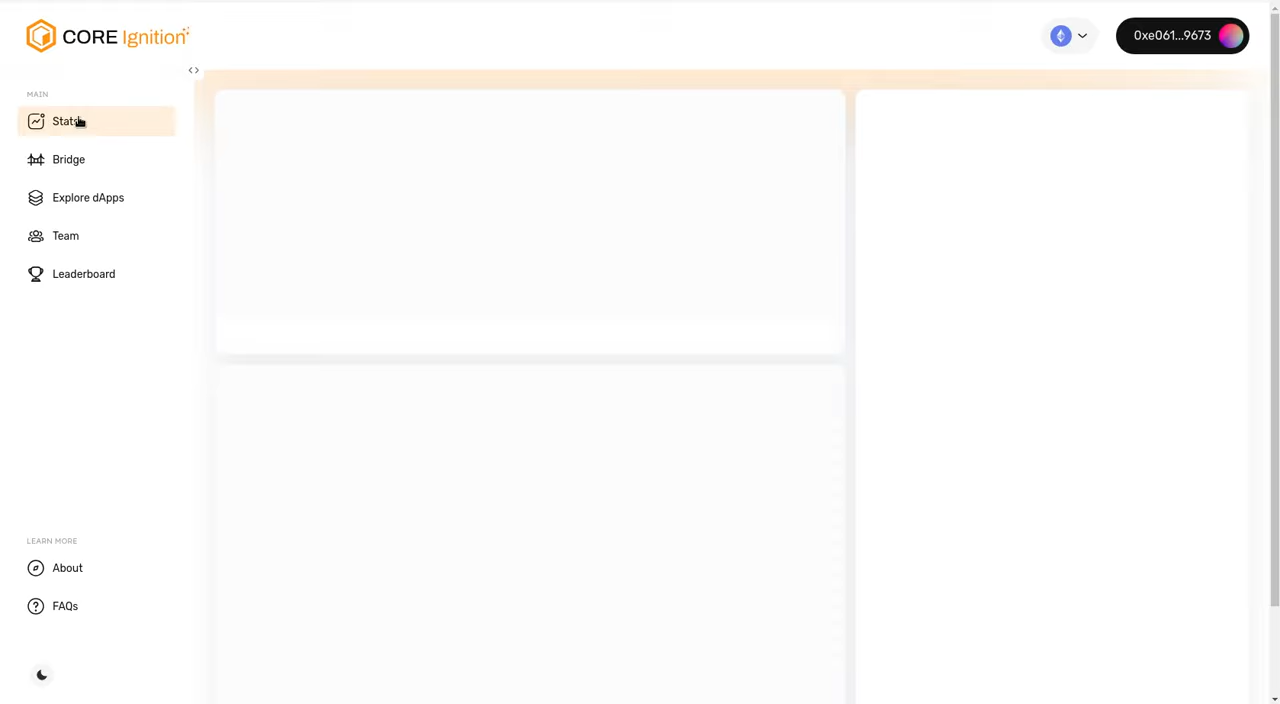 CORE Ignition
0xe061...9673
MAIN
Stats
Bridge
Explore dApps
Team
Leaderboard
LEARN MORE
About
FAQs